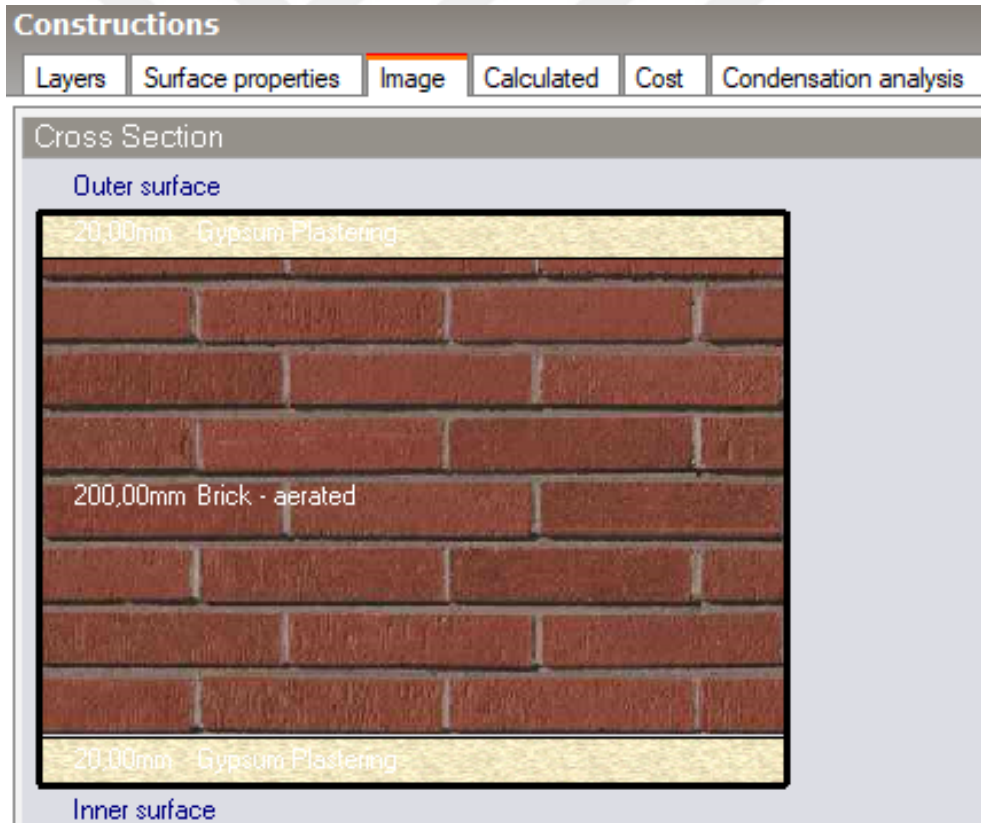 Constructions
Layers Surface properties Image Calculated Cost Condensation analysis
Cross Section
Outer surface
20,00mm Gypsum Plastering
200,00mm Brick - aerated
20,00mm Gypsum Plastering
Inner surface